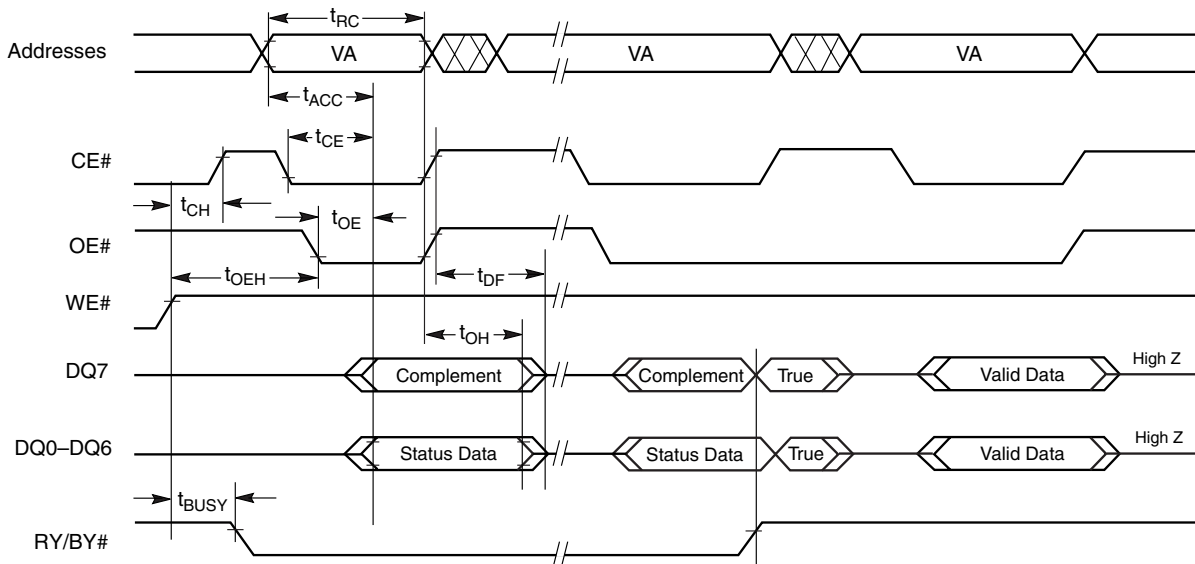 tRC
Addresses VA VA VA
tACC
tCE
CE#
tCH tOE
OE#
tOEH tDF
WE#
tOH
DQ7 Complement Complement True Valid Data High Z
DQ0–DQ6 Status Data Status Data True Valid Data High Z
tBUSY
RY/BY#